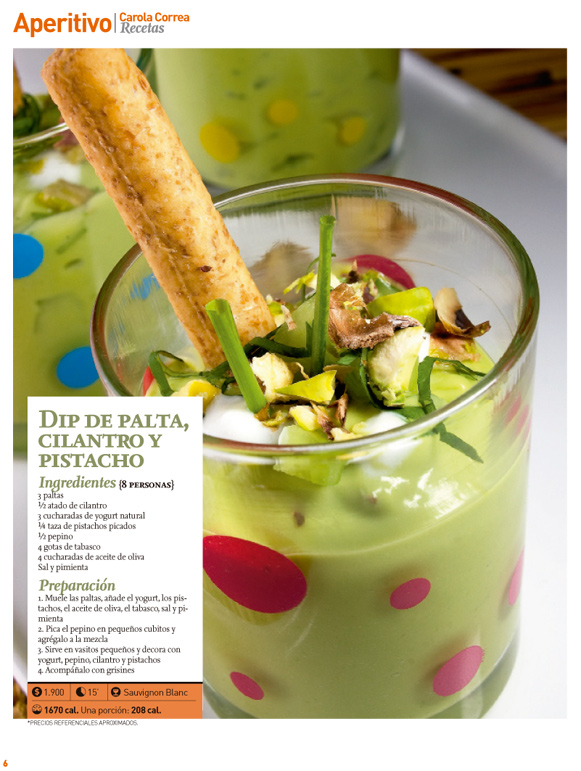 Aperitivo
Carola Correa
Recetas
DIP DE PALTA,
CILANTRO Y
PISTACHO
Ingredientes {8 PERSONAS}
3 paltas
½ atado de cilantro
3 cucharadas de yogurt natural
¼ taza de pistachos picados
½ pepino
4 gotas de tabasco
4 cucharadas de aceite de oliva
Sal y pimienta
Preparación
1. Muele las paltas, añade el yogurt, los pis-
tachos, el aceite de oliva, el tabasco, sal y pi-
mienta
2. Pica el pepino en pequeños cubitos y
agrégalo a la mezcla
3. Sirve en vasitos pequeños y decora con
yogurt, pepino, cilantro y pistachos
4. Acompáñalo con grisines
$ 1.900 15' Sauvignon Blanc
1670 cal. Una porción: 208 cal.
*PRECIOS REFERENCIALES APROXIMADOS.
6